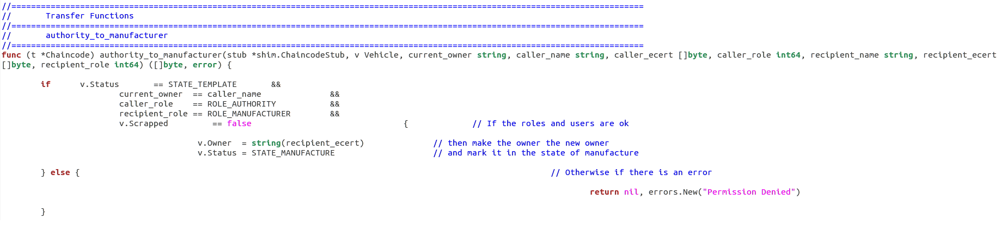 //=================================================================================================================================
//	 Transfer Functions
//=================================================================================================================================
//	 authority_to_manufacturer
//=================================================================================================================================
func (t *Chaincode) authority_to_manufacturer(stub *shim.ChaincodeStub, v Vehicle, current_owner string, caller_name string, caller_ecert []byte, caller_role int64, recipient_name string, recipient_ecert
[]byte, recipient_role int64) ([]byte, error) {
if v.Status == STATE_TEMPLATE &&
current_owner == caller_name &&
caller_role == ROLE_AUTHORITY &&
recipient_role == ROLE_MANUFACTURER &&
v.Scrapped == false { // If the roles and users are ok
v.Owner = string(recipient_ecert) // then make the owner the new owner
v.Status = STATE_MANUFACTURE // and mark it in the state of manufacture
} else { // Otherwise if there is an error
return nil, errors.New("Permission Denied")
}